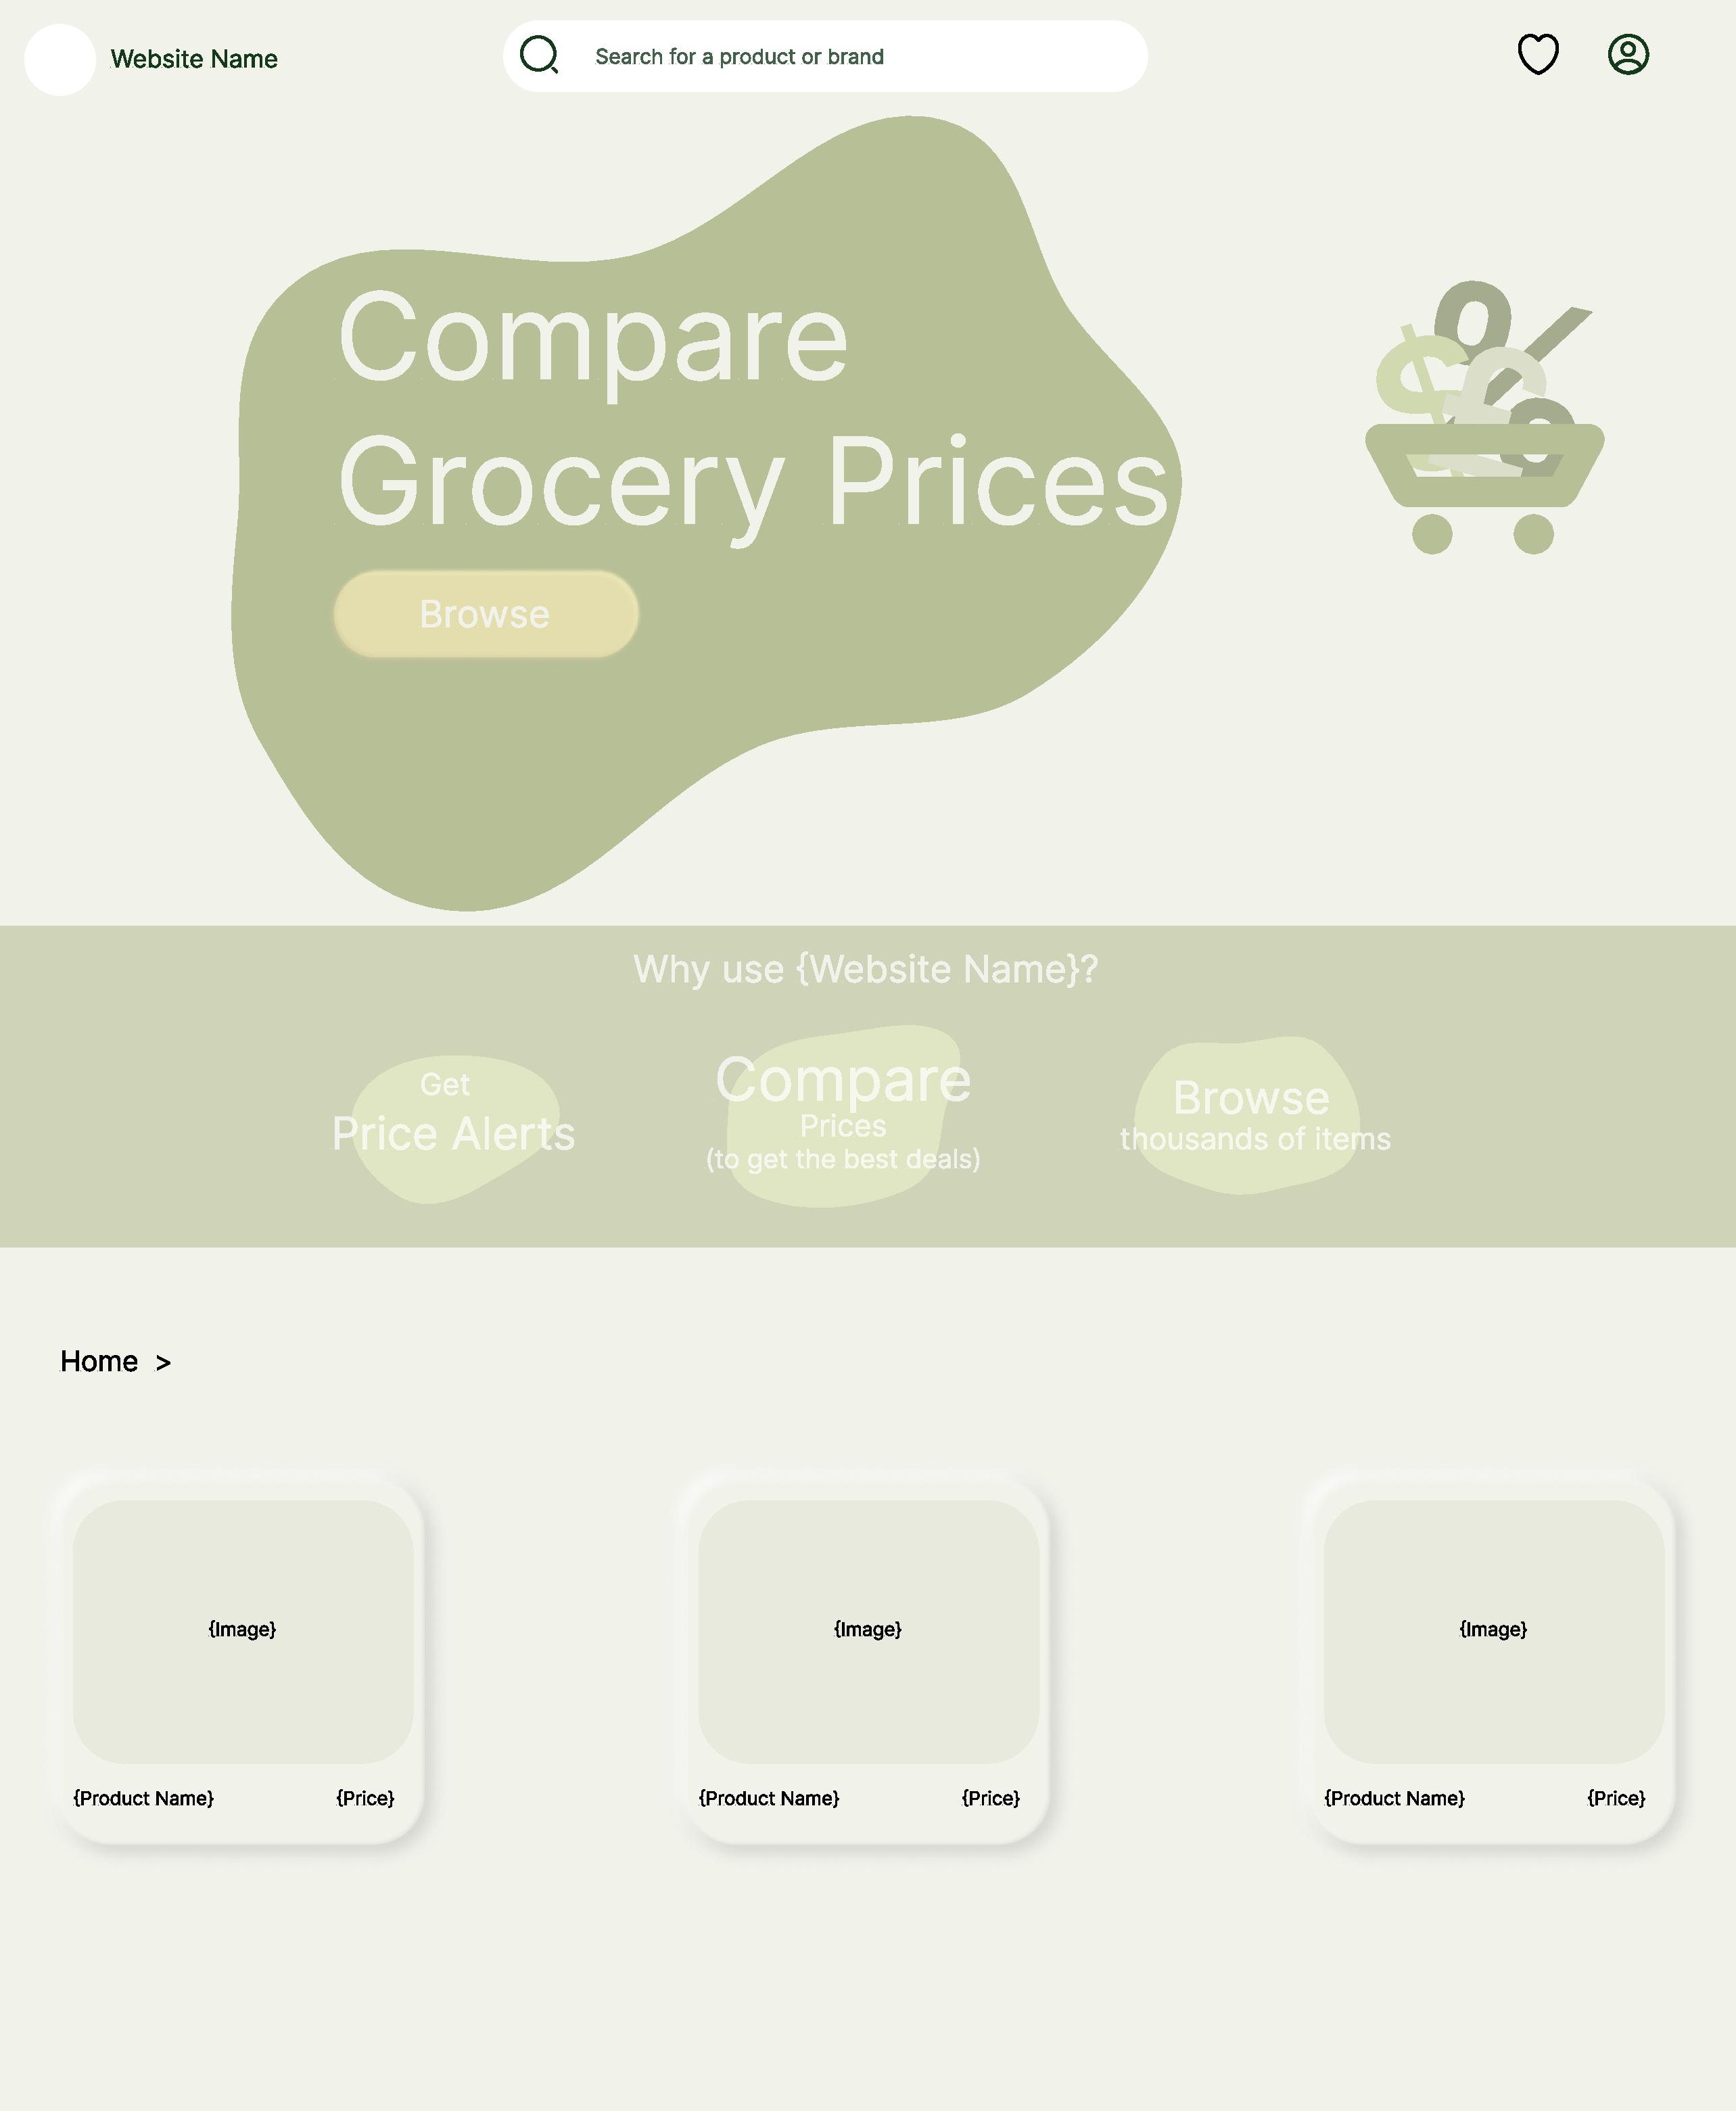 Website Name
Search for a product or brand
Compare
Grocery Prices
Browse
% $ £
Why use {Website Name}?
Get
Price Alerts
Compare
Prices
(to get the best deals)
Browse
thousands of items
Home >
{Image}
{Product Name} {Price}
{Image}
{Product Name} {Price}
{Image}
{Product Name} {Price}